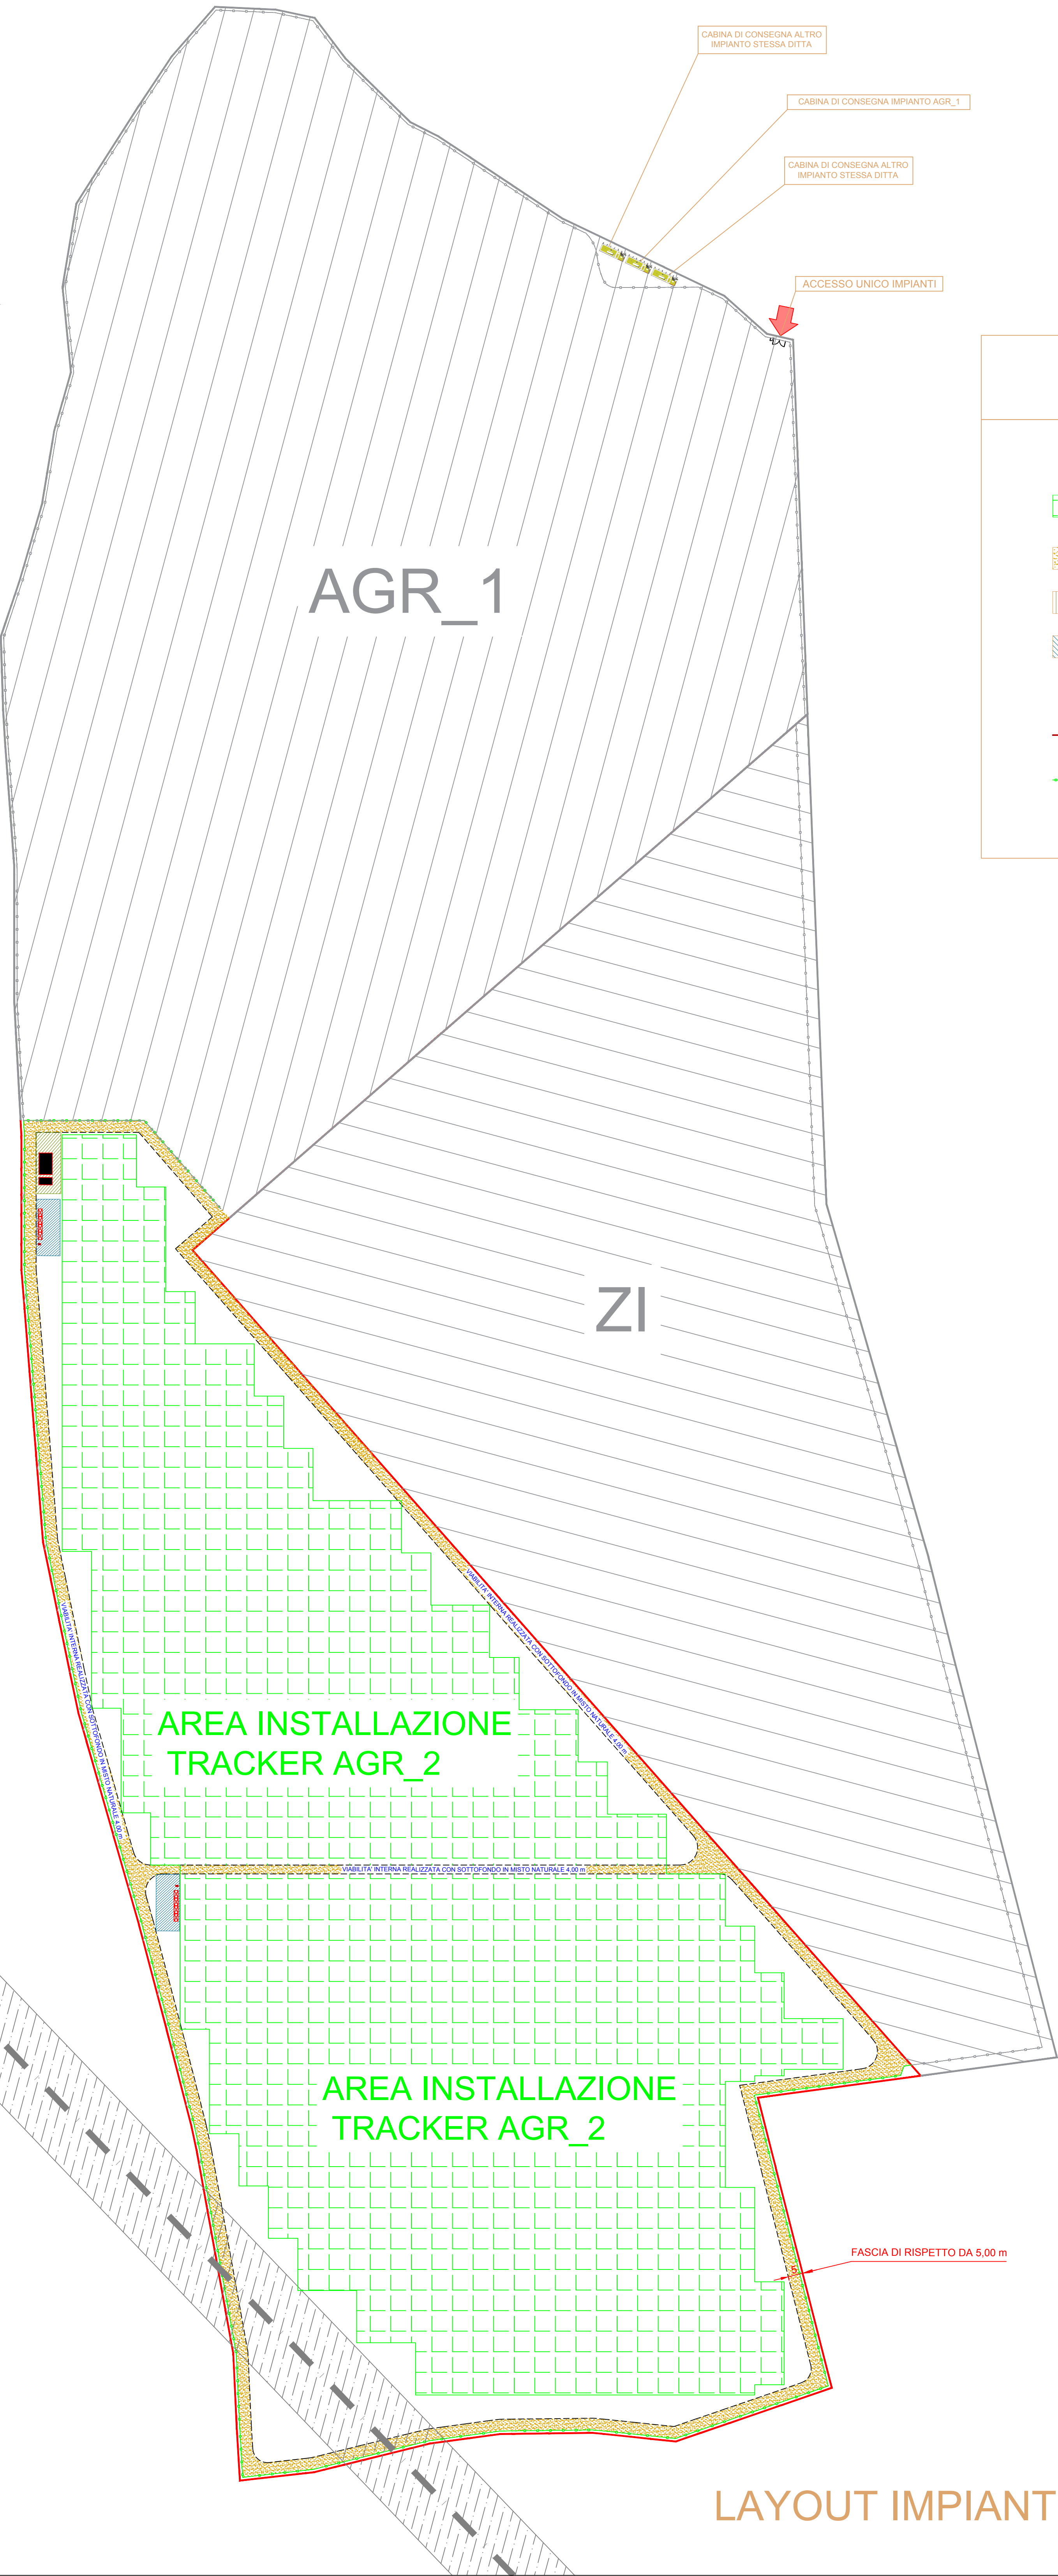 CABINA DI CONSEGNA ALTRO
IMPIANTO STESSA DITTA
CABINA DI CONSEGNA IMPIANTO AGR_1
CABINA DI CONSEGNA ALTRO
IMPIANTO STESSA DITTA
ACCESSO UNICO IMPIANTI
AGR_1
ZI
VIABILITA' INTERNA REALIZZATA CON SOTTOFONDO IN MISTO NATURALE 4.00 m
VIABILITA' INTERNA REALIZZATA CON SOTTOFONDO IN MISTO NATURALE 4.00 m
AREA INSTALLAZIONE
TRACKER AGR_2
VIABILITA' INTERNA REALIZZATA CON SOTTOFONDO IN MISTO NATURALE 4.00 m
AREA INSTALLAZIONE
TRACKER AGR_2
FASCIA DI RISPETTO DA 5,00 m
5
LAYOUT IMPIANT